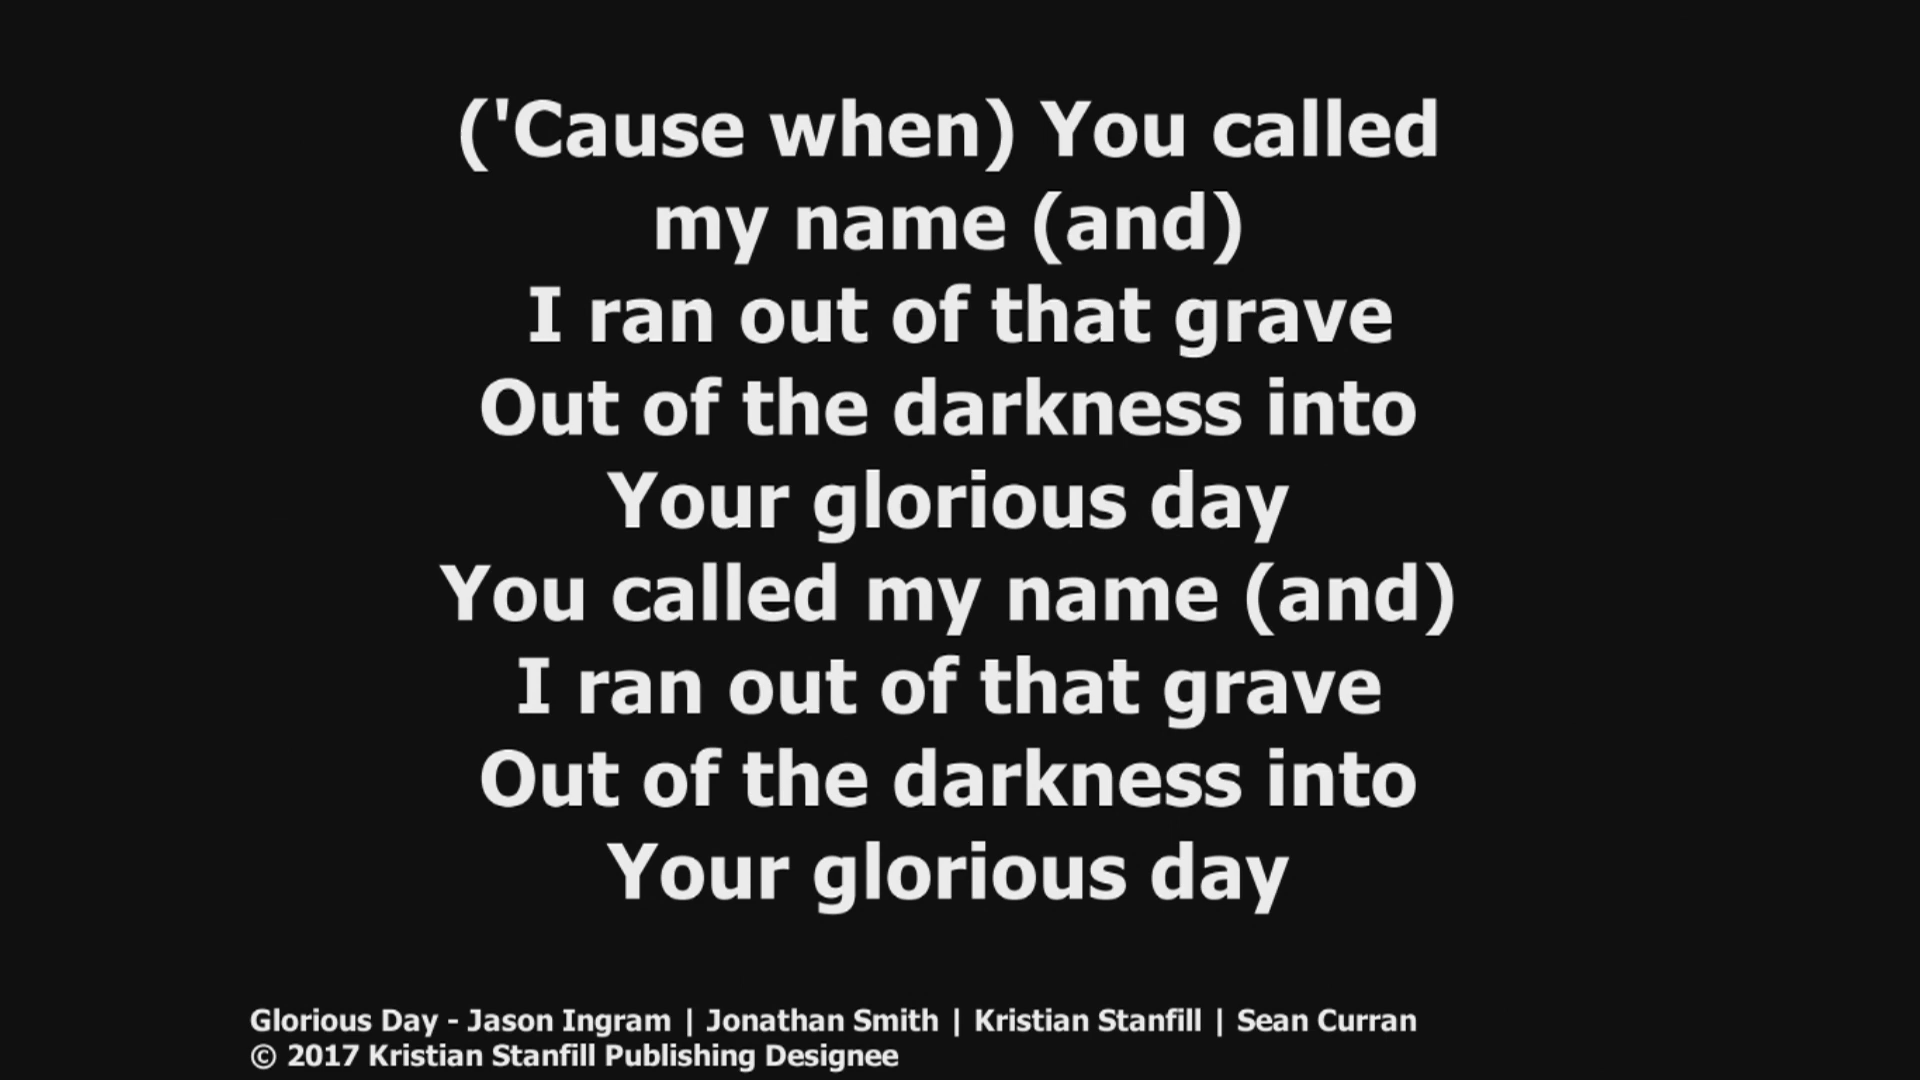 ('Cause when) You called
my name (and)
I ran out of that grave
Out of the darkness into
Your glorious day
You called my name (and)
I ran out of that grave
Out of the darkness into
Your glorious day
Glorious Day - Jason Ingram | Jonathan Smith | Kristian Stanfill | Sean Curran
© 2017 Kristian Stanfill Publishing Designee